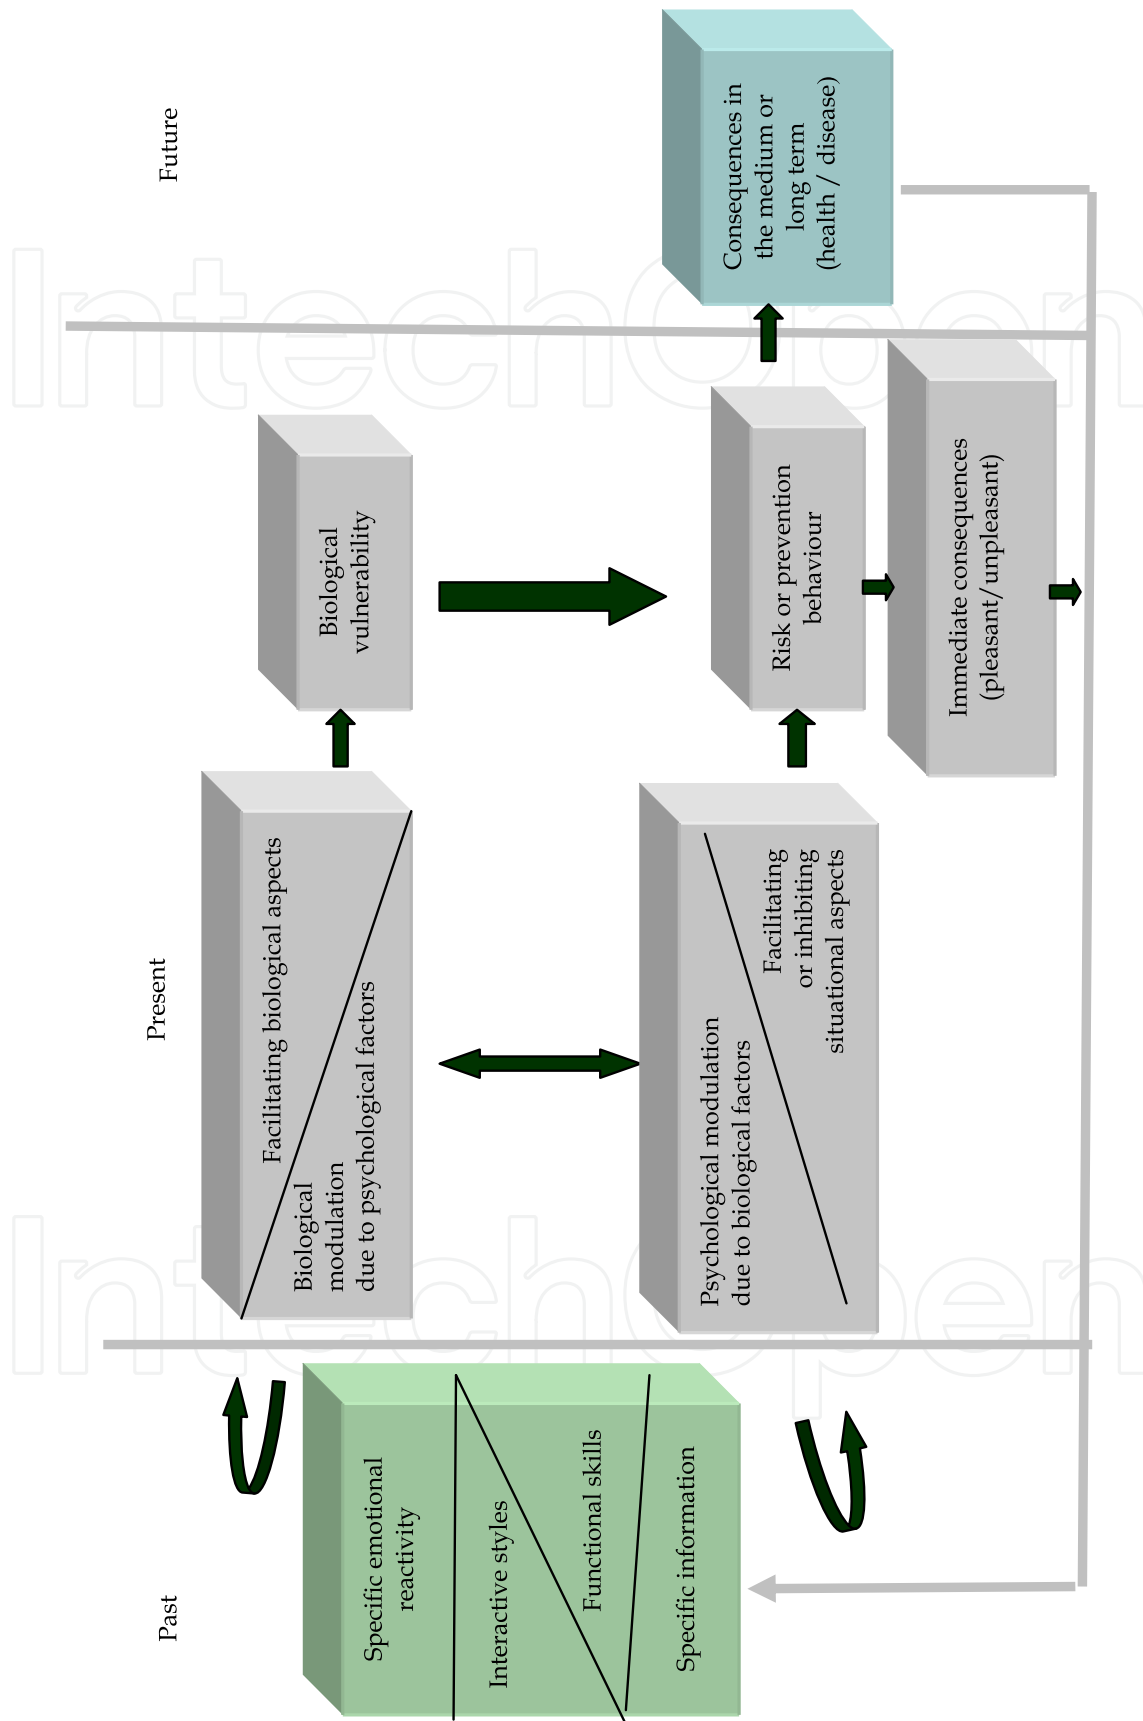 Past
Present
Future
Specific emotional
reactivity
Interactive styles
Functional skills
Specific information
Facilitating biological aspects
Biological
modulation
due to psychological factors
Psychological modulation
due to biological factors
Facilitating
or inhibiting
situational aspects
Biological
vulnerability
Risk or prevention
behaviour
Immediate consequences
(pleasant/unpleasant)
Consequences in
the medium or
long term
(health / disease)
IntechOpen
IntechOpen